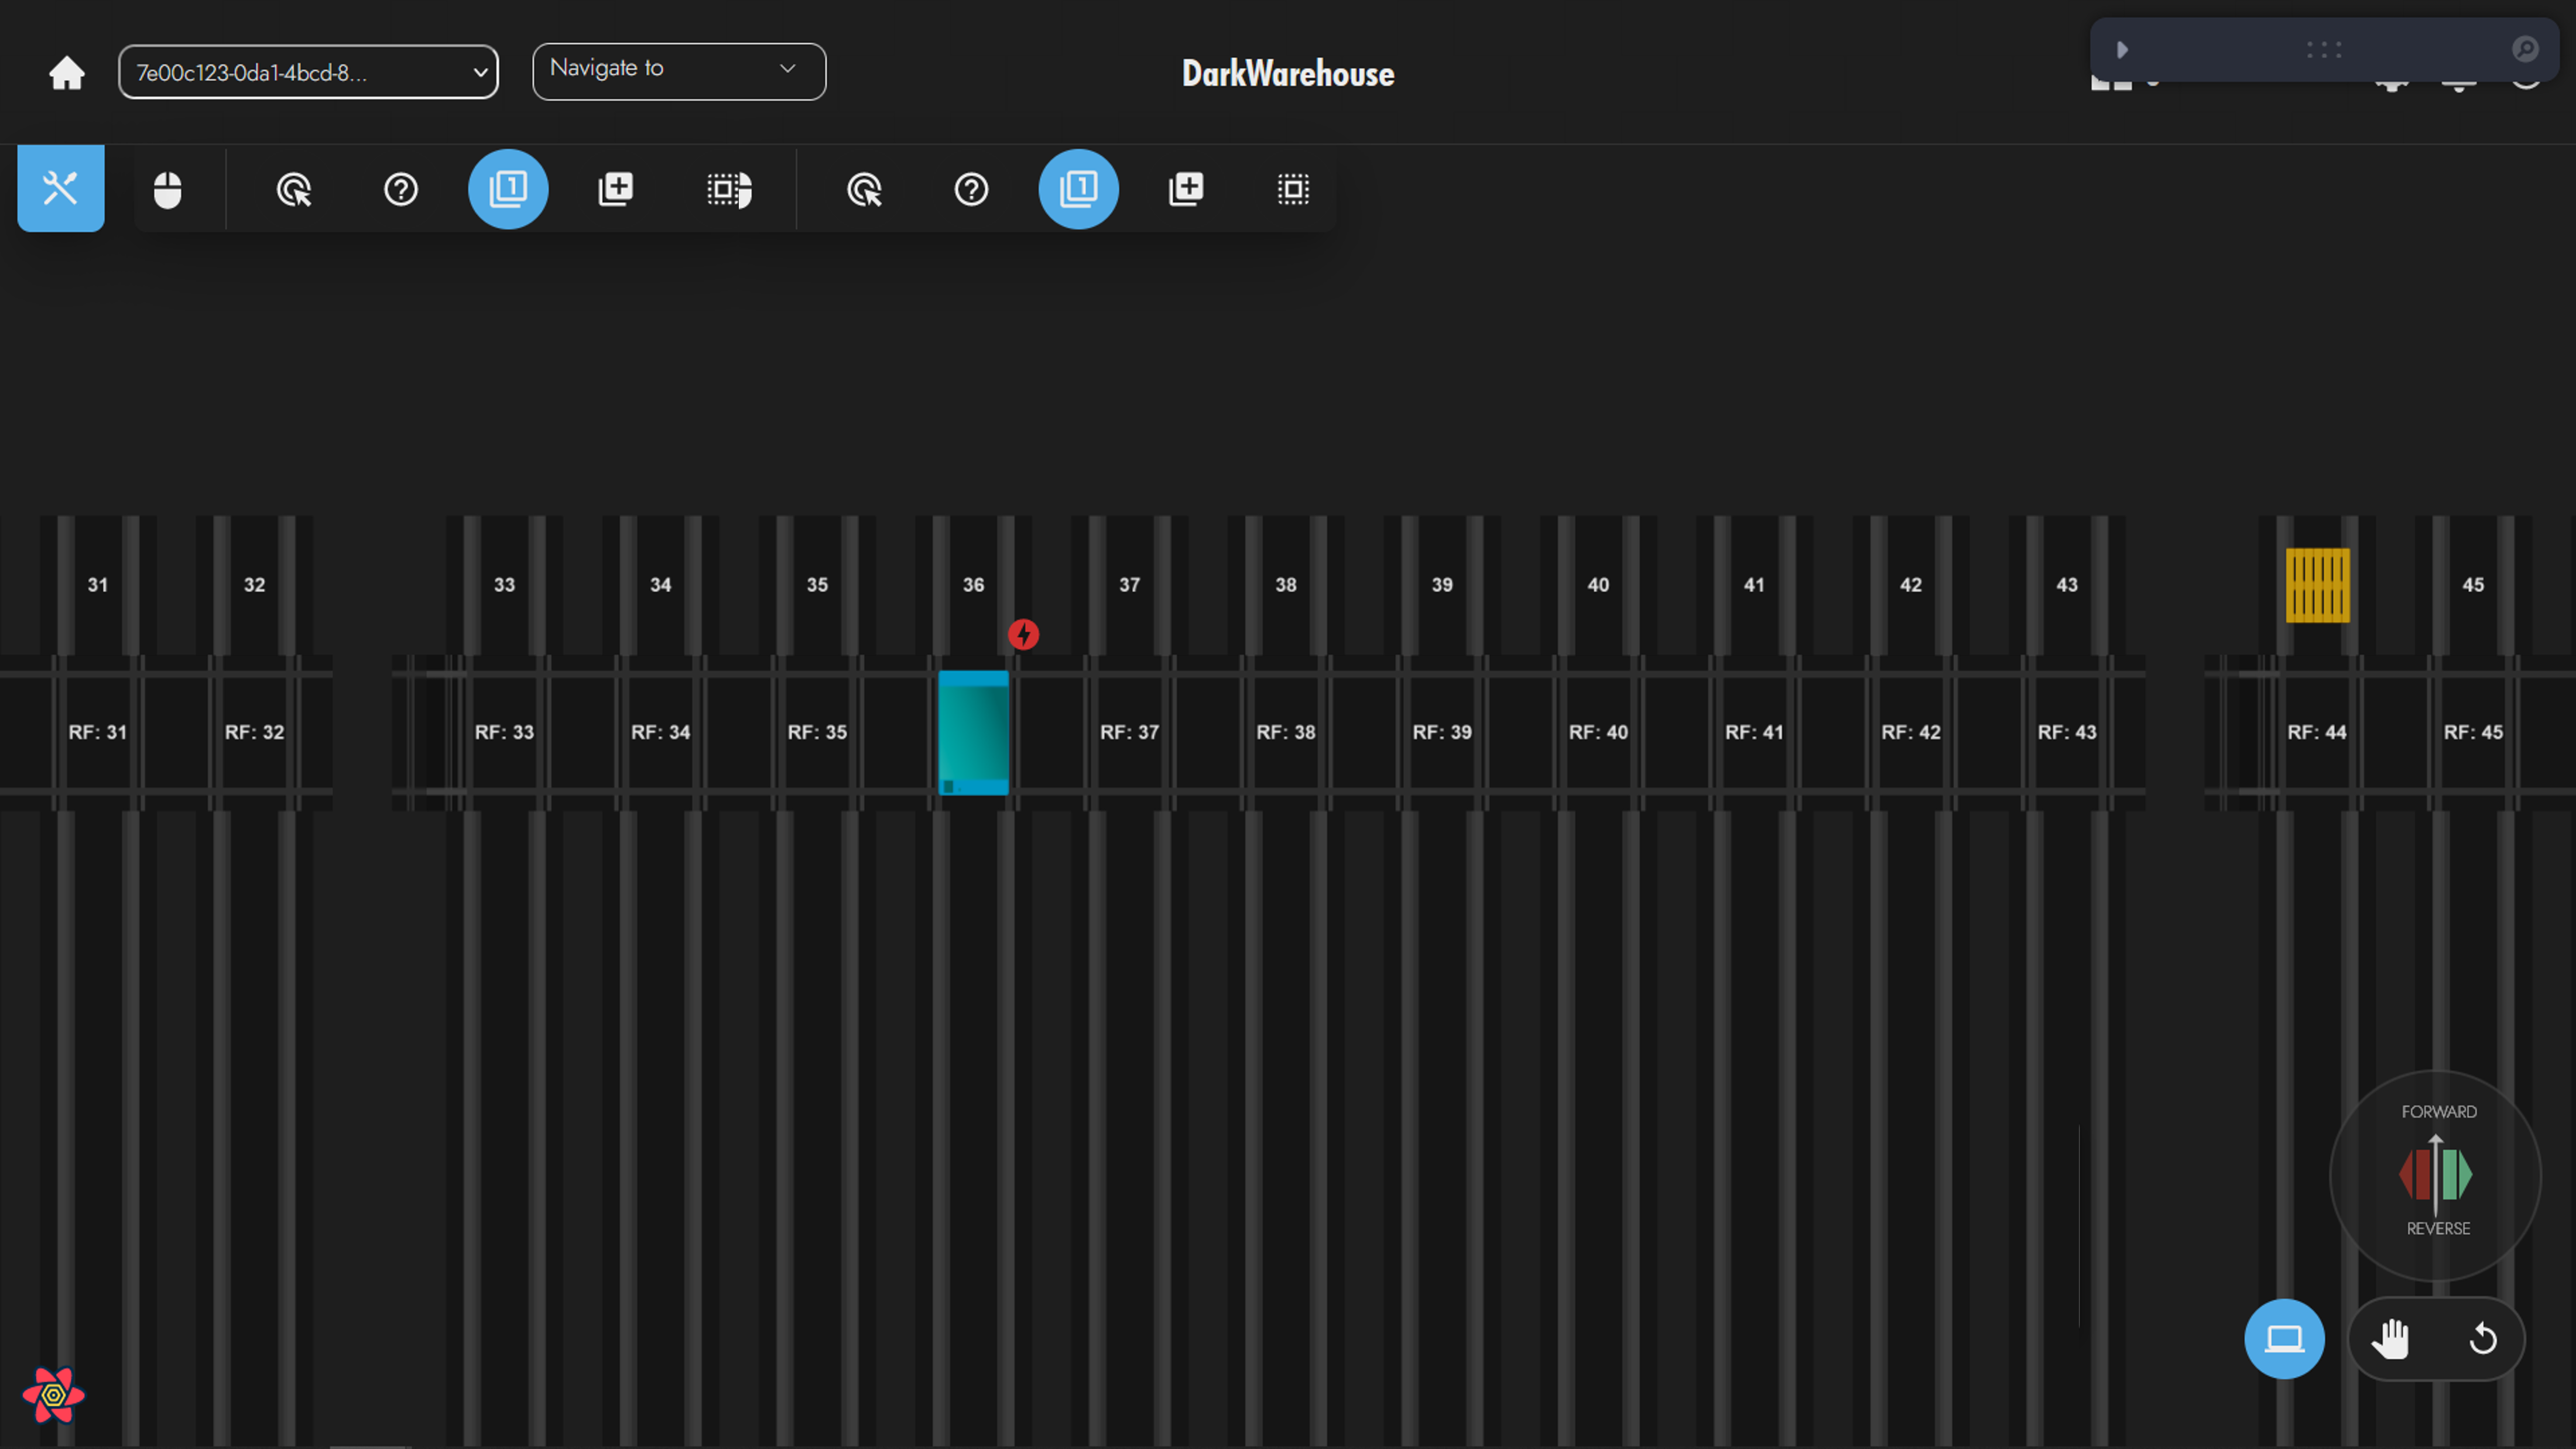 7e00c123-0da1-4bcd-8...
Navigate to
DarkWarehouse
1
1
31 32 33 34 35 36 37 38 39 40 41 42 43 45
RF: 31 RF: 32 RF: 33 RF: 34 RF: 35 RF: 37 RF: 38 RF: 39 RF: 40 RF: 41 RF: 42 RF: 43 RF: 44 RF: 45
FORWARD
REVERSE